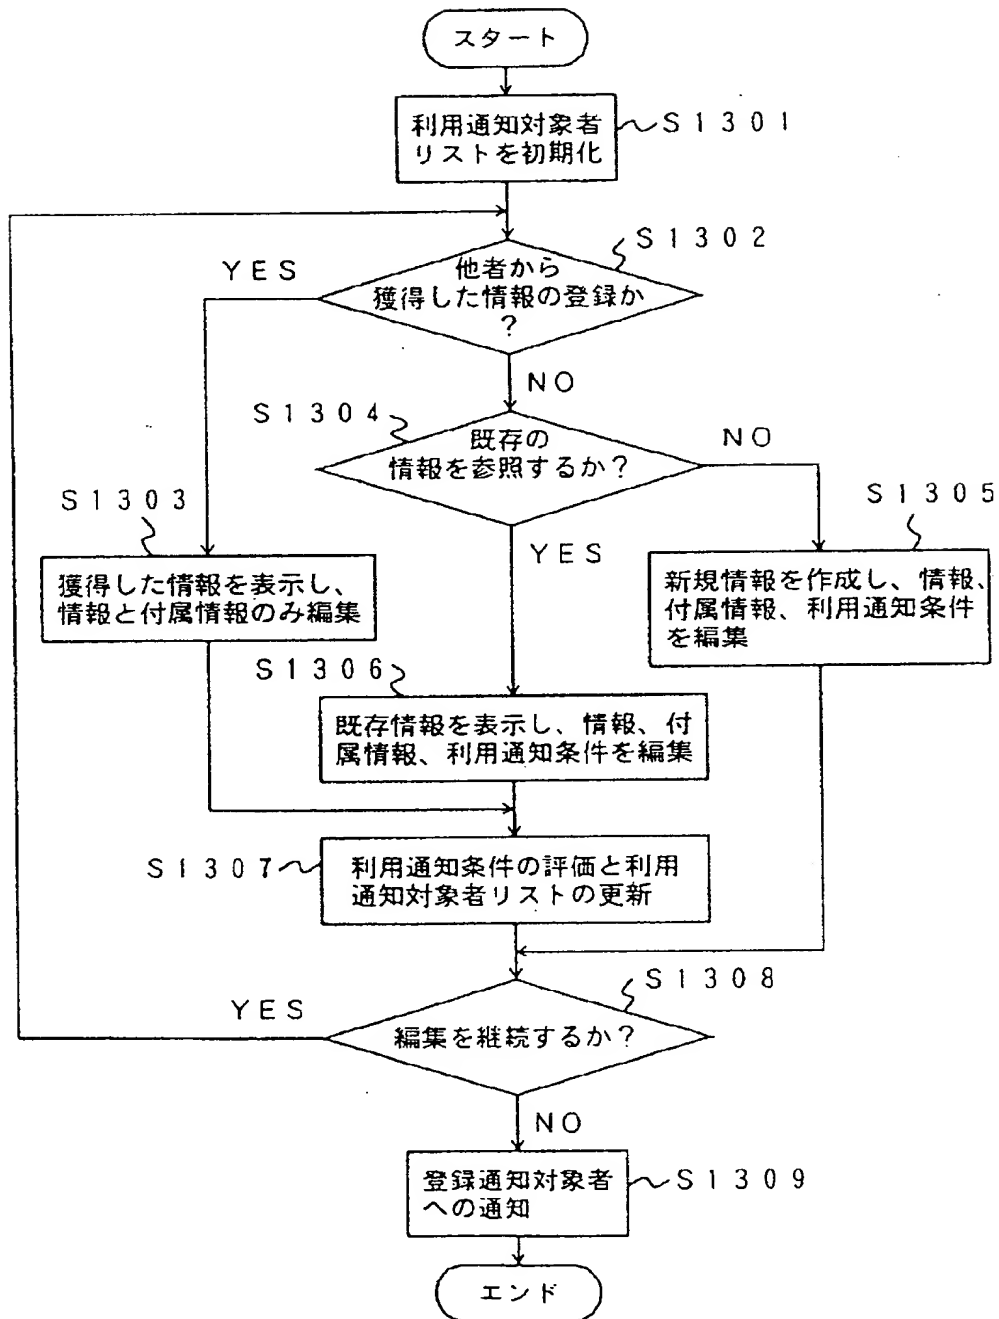 スタート
利用通知対象者
リストを初期化
S1301
S1302
他者から
獲得した情報の登録か
?
YES
NO
S1304
既存の
情報を参照するか?
NO
YES
S1303
獲得した情報を表示し、
情報と付属情報のみ編集
S1305
新規情報を作成し、情報、
付属情報、利用通知条件
を編集
S1306
既存情報を表示し、情報、付
属情報、利用通知条件を編集
S1307
利用通知条件の評価と利用
通知対象者リストの更新
S1308
編集を継続するか?
YES
NO
登録通知対象者
への通知
S1309
エンド